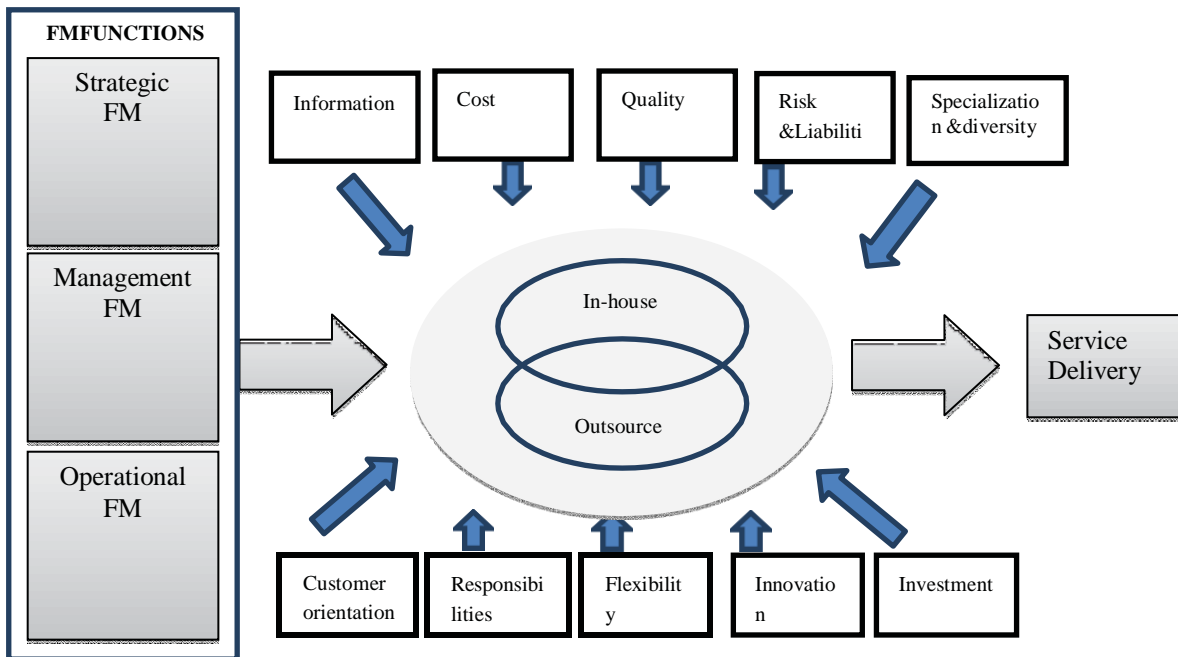 FMFUNCTIONS
Strategic
FM
Management
FM
Operational
FM
Information
Cost
Quality
Risk
&Liabiliti
Specializatio
n &diversity
In-house
Outsource
Service
Delivery
Customer
orientation
Responsibi
lities
Flexibilit
y
Innovatio
n
Investment